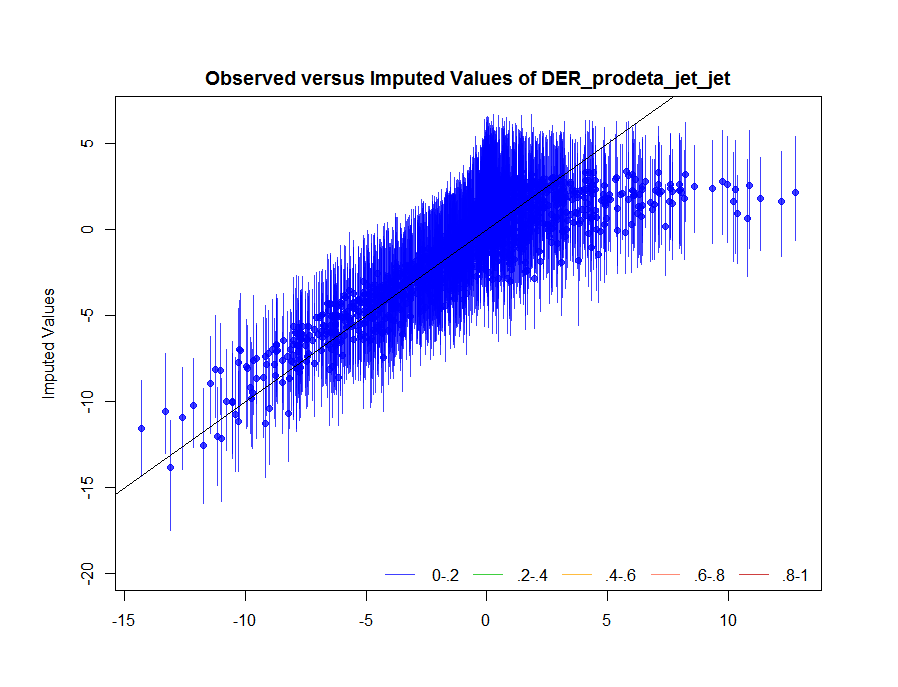 Observed versus Imputed Values of DER_prodeta_jet_jet
Imputed Values
5
0
-5
-10
-15
-20
0-.2 .2-.4 .4-.6 .6-.8 .8-1
-15 -10 -5 0 5 10